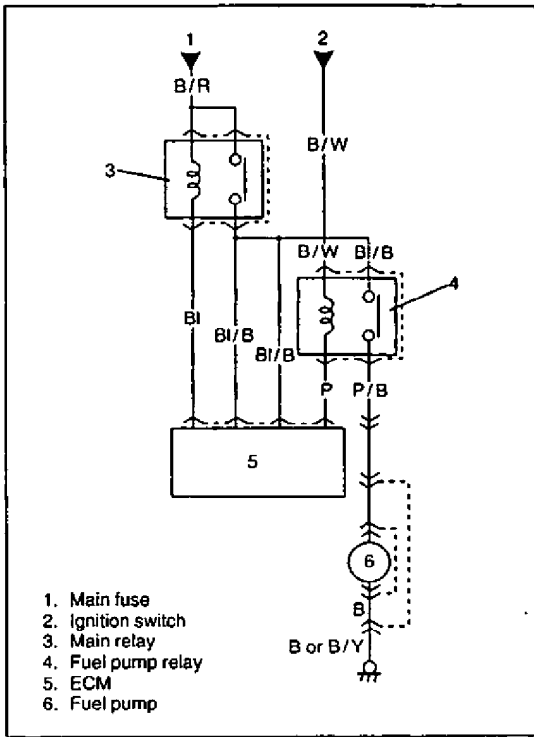 1
2
B/R
B/W
3
B/W
Bl/B
4
Bl
Bl/B
Bl/B
P
P/B
5
6
B
B or B/Y
1. Main fuse
2. Ignition switch
3. Main relay
4. Fuel pump relay
5. ECM
6. Fuel pump